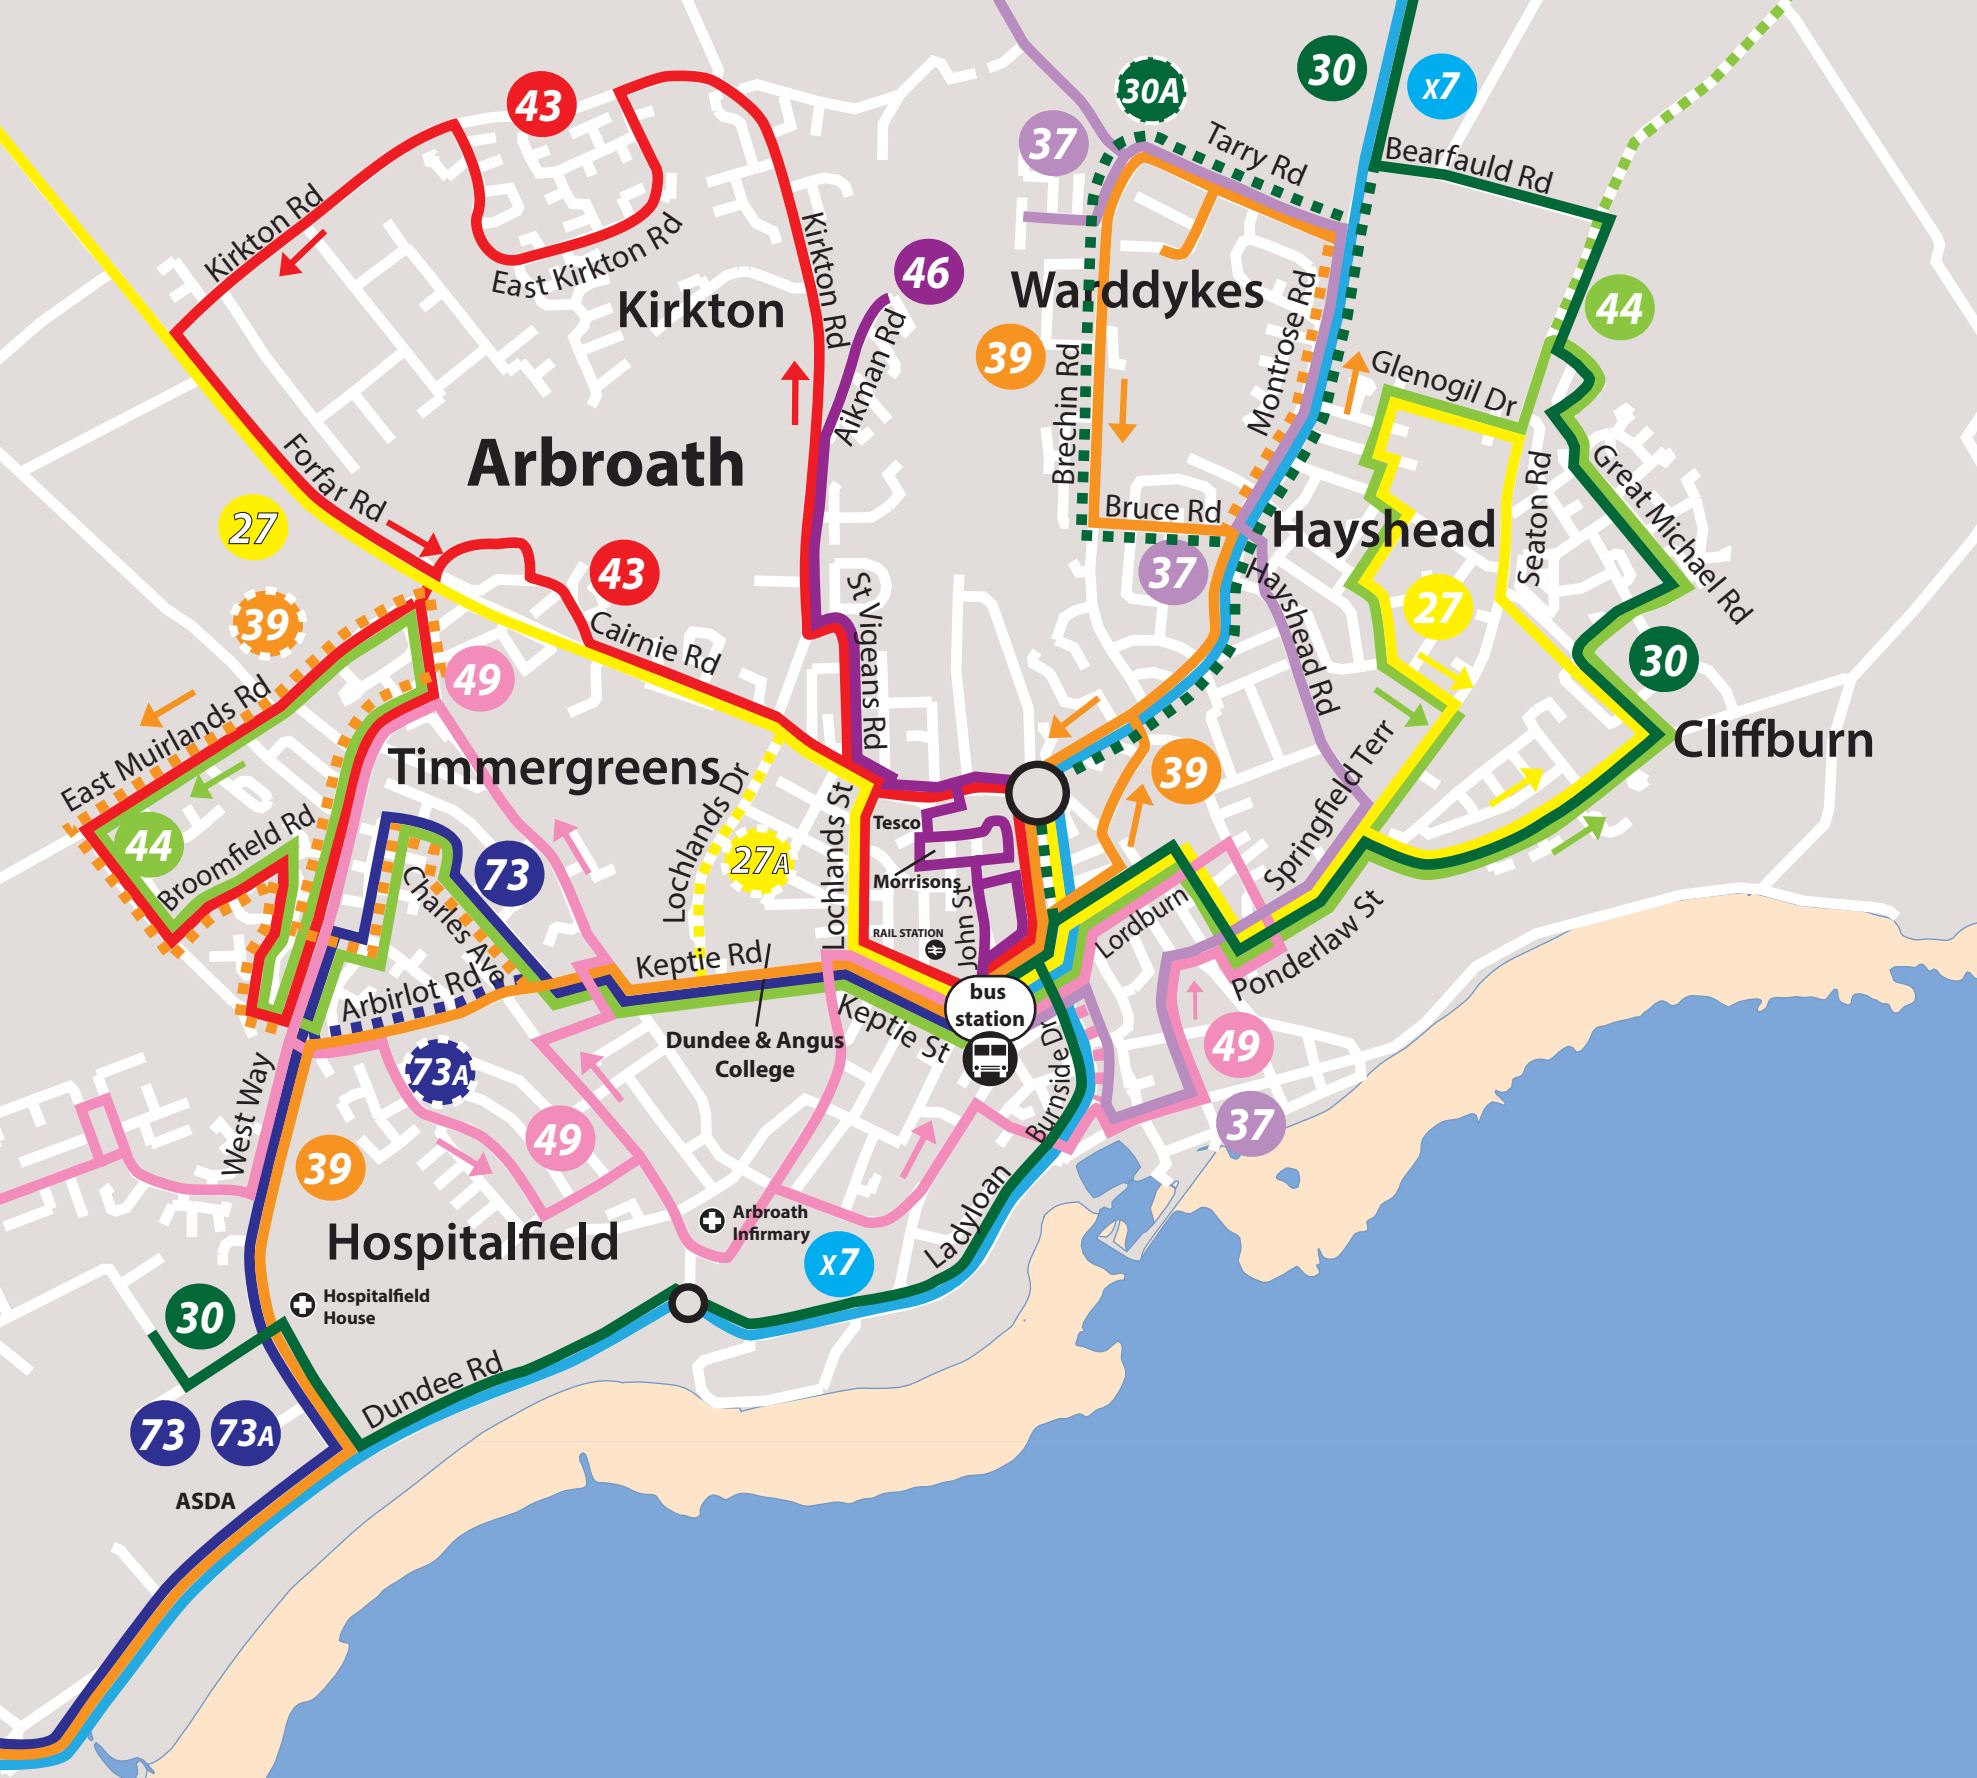 30
X7
43
30A
37
Tarry Rd
Bearfauld Rd
Kirkton Rd
East Kirkton Rd
Kirkton
Kirkton Rd
46
Aikman Rd
Warddykes
39
Brechin Rd
Montrose Rd
44
Glenogil Dr
Arbroath
Forfar Rd
27
43
Bruce Rd
Hayshead
37
Hayshead Rd
Seaton Rd
Great Michael Rd
27
30
Cliffburn
39
Cairnie Rd
St Vigeans Rd
49
East Muirlands Rd
Timmergreens
Lochlands Dr
Lochlands St
39
Springfield Terr
44
Broomfield Rd
73
Charles Ave
27A
Tesco
Morrisons
RAIL STATION
John St
Lordburn
Ponderlaw St
Keptie Rd
Arbirlot Rd
bus
station
Keptie St
Dundee & Angus
College
Burnside Dr
49
37
73A
West Way
49
39
Arbroath
Infirmary
Hospitalfield
X7
Ladyloan
Hospitalfield
House
30
Dundee Rd
73
73A
ASDA